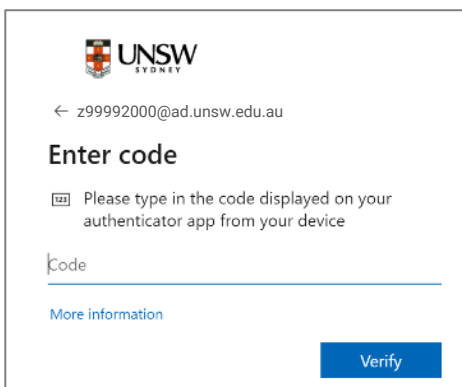 UNSW
SYDNEY
← z99992000@ad.unsw.edu.au
Enter code
123 Please type in the code displayed on your
authenticator app from your device
Code
More information
Verify